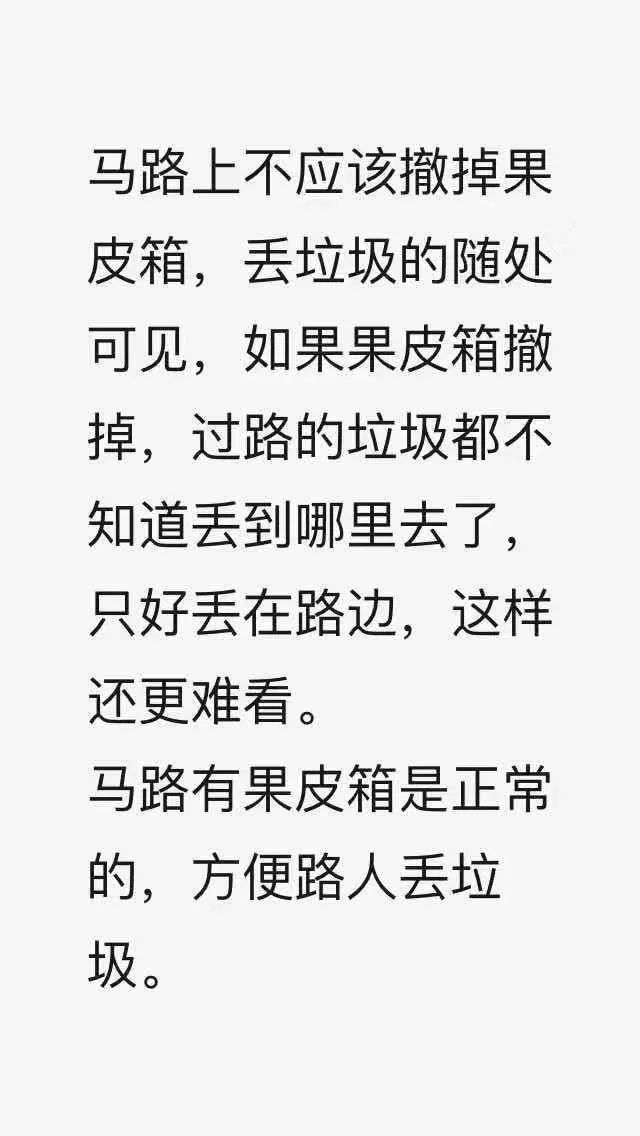 马路上不应该撤掉果
皮箱，丢垃圾的随处
可见，如果果皮箱撤
掉，过路的垃圾都不
知道丢到哪里去了，
只好丢在路边，这样
还更难看。
马路有果皮箱是正常
的，方便路人丢垃
圾。